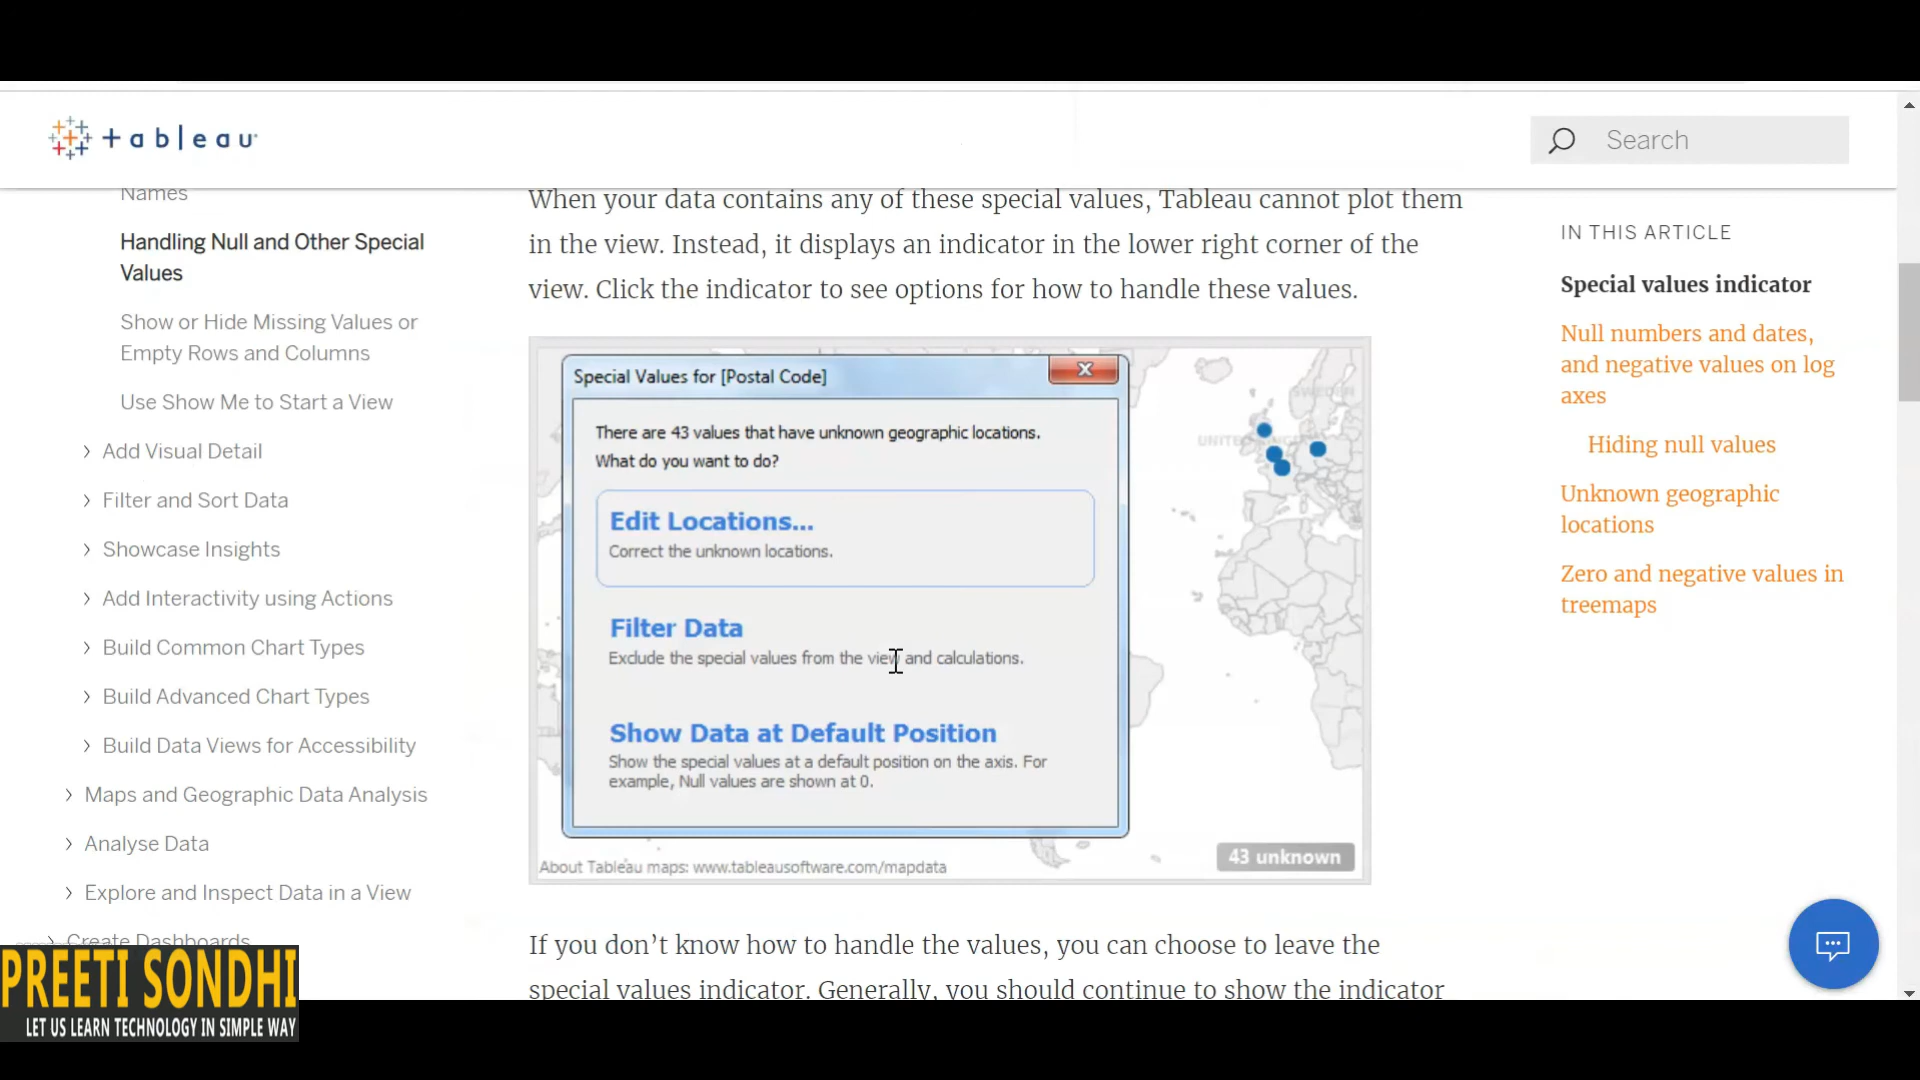 + a b | e a u
Search
Names
Handling Null and Other Special
Values
Show or Hide Missing Values or
Empty Rows and Columns
Use Show Me to Start a View
Add Visual Detail
Filter and Sort Data
Showcase Insights
Add Interactivity using Actions
Build Common Chart Types
Build Advanced Chart Types
Build Data Views for Accessibility
Maps and Geographic Data Analysis
Analyse Data
Explore and Inspect Data in a View
Create Dashboards
When your data contains any of these special values, Tableau cannot plot them
in the view. Instead, it displays an indicator in the lower right corner of the
view. Click the indicator to see options for how to handle these values.
Special Values for [Postal Code]
There are 43 values that have unknown geographic locations.
What do you want to do?
Edit Locations...
Correct the unknown locations.
Filter Data
Exclude the special values from the view and calculations.
Show Data at Default Position
Show the special values at a default position on the axis. For
example, Null values are shown at 0.
SWEDEN
UNITED KINGDOM
About Tableau maps: www.tableausoftware.com/mapdata
43 unknown
If you don’t know how to handle the values, you can choose to leave the
special values indicator. Generally, you should continue to show the indicator
IN THIS ARTICLE
Special values indicator
Null numbers and dates,
and negative values on log
axes
Hiding null values
Unknown geographic
locations
Zero and negative values in
treemaps
PREETI SONDHI
LET US LEARN TECHNOLOGY IN SIMPLE WAY